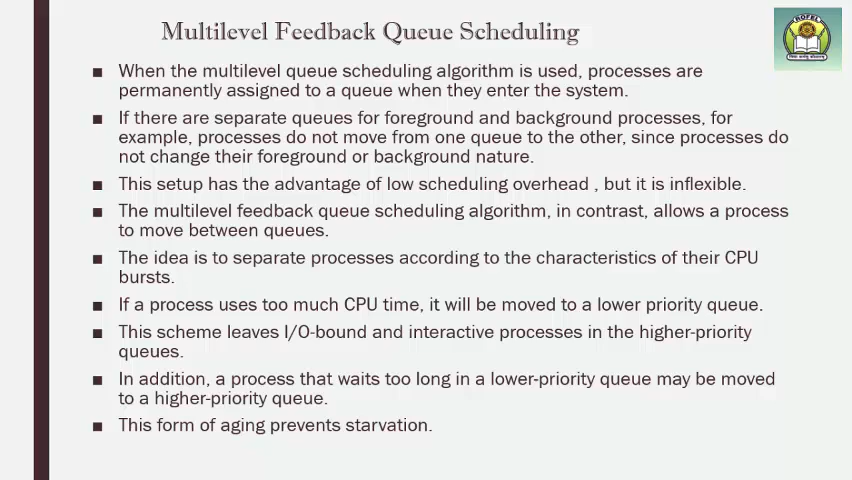 Multilevel Feedback Queue Scheduling
ROFEL
■ When the multilevel queue scheduling algorithm is used, processes are
permanently assigned to a queue when they enter the system.
■ If there are separate queues for foreground and background processes, for
example, processes do not move from one queue to the other, since processes do
not change their foreground or background nature.
■ This setup has the advantage of low scheduling overhead , but it is inflexible.
■ The multilevel feedback queue scheduling algorithm, in contrast, allows a process
to move between queues.
■ The idea is to separate processes according to the characteristics of their CPU
bursts.
■ If a process uses too much CPU time, it will be moved to a lower priority queue.
■ This scheme leaves I/O-bound and interactive processes in the higher-priority
queues.
■ In addition, a process that waits too long in a lower-priority queue may be moved
to a higher-priority queue.
■ This form of aging prevents starvation.